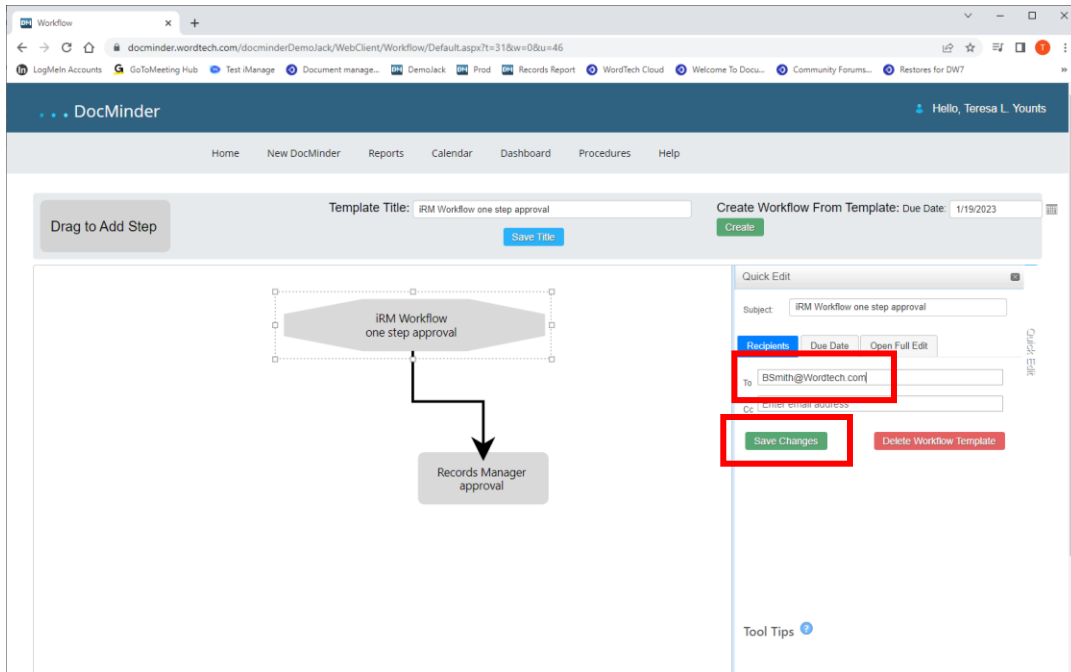 DM Workflow
docminder.wordtech.com/docminderDemoJack/WebClient/Workflow/Default.aspx?t=31&w=0&u=46
T
LogMeIn Accounts G GoToMeeting Hub Test iManage Document manage... DM DemoJack DM Prod DM Records Report WordTech Cloud Welcome To Docu... Community Forums... Restores for DW7 »
... DocMinder
Hello, Teresa L. Younts
Home New DocMinder Reports Calendar Dashboard Procedures Help
Drag to Add Step
Template Title: iRM Workflow one step approval
Save Title
Create Workflow From Template: Due Date: 1/19/2023
Create
iRM Workflow
one step approval
Records Manager
approval
Quick Edit
Subject: iRM Workflow one step approval
Quick Edit
Recipients Due Date Open Full Edit
To BSmith@Wordtech.com
Cc Enter email address
Save Changes Delete Workflow Template
Tool Tips ?